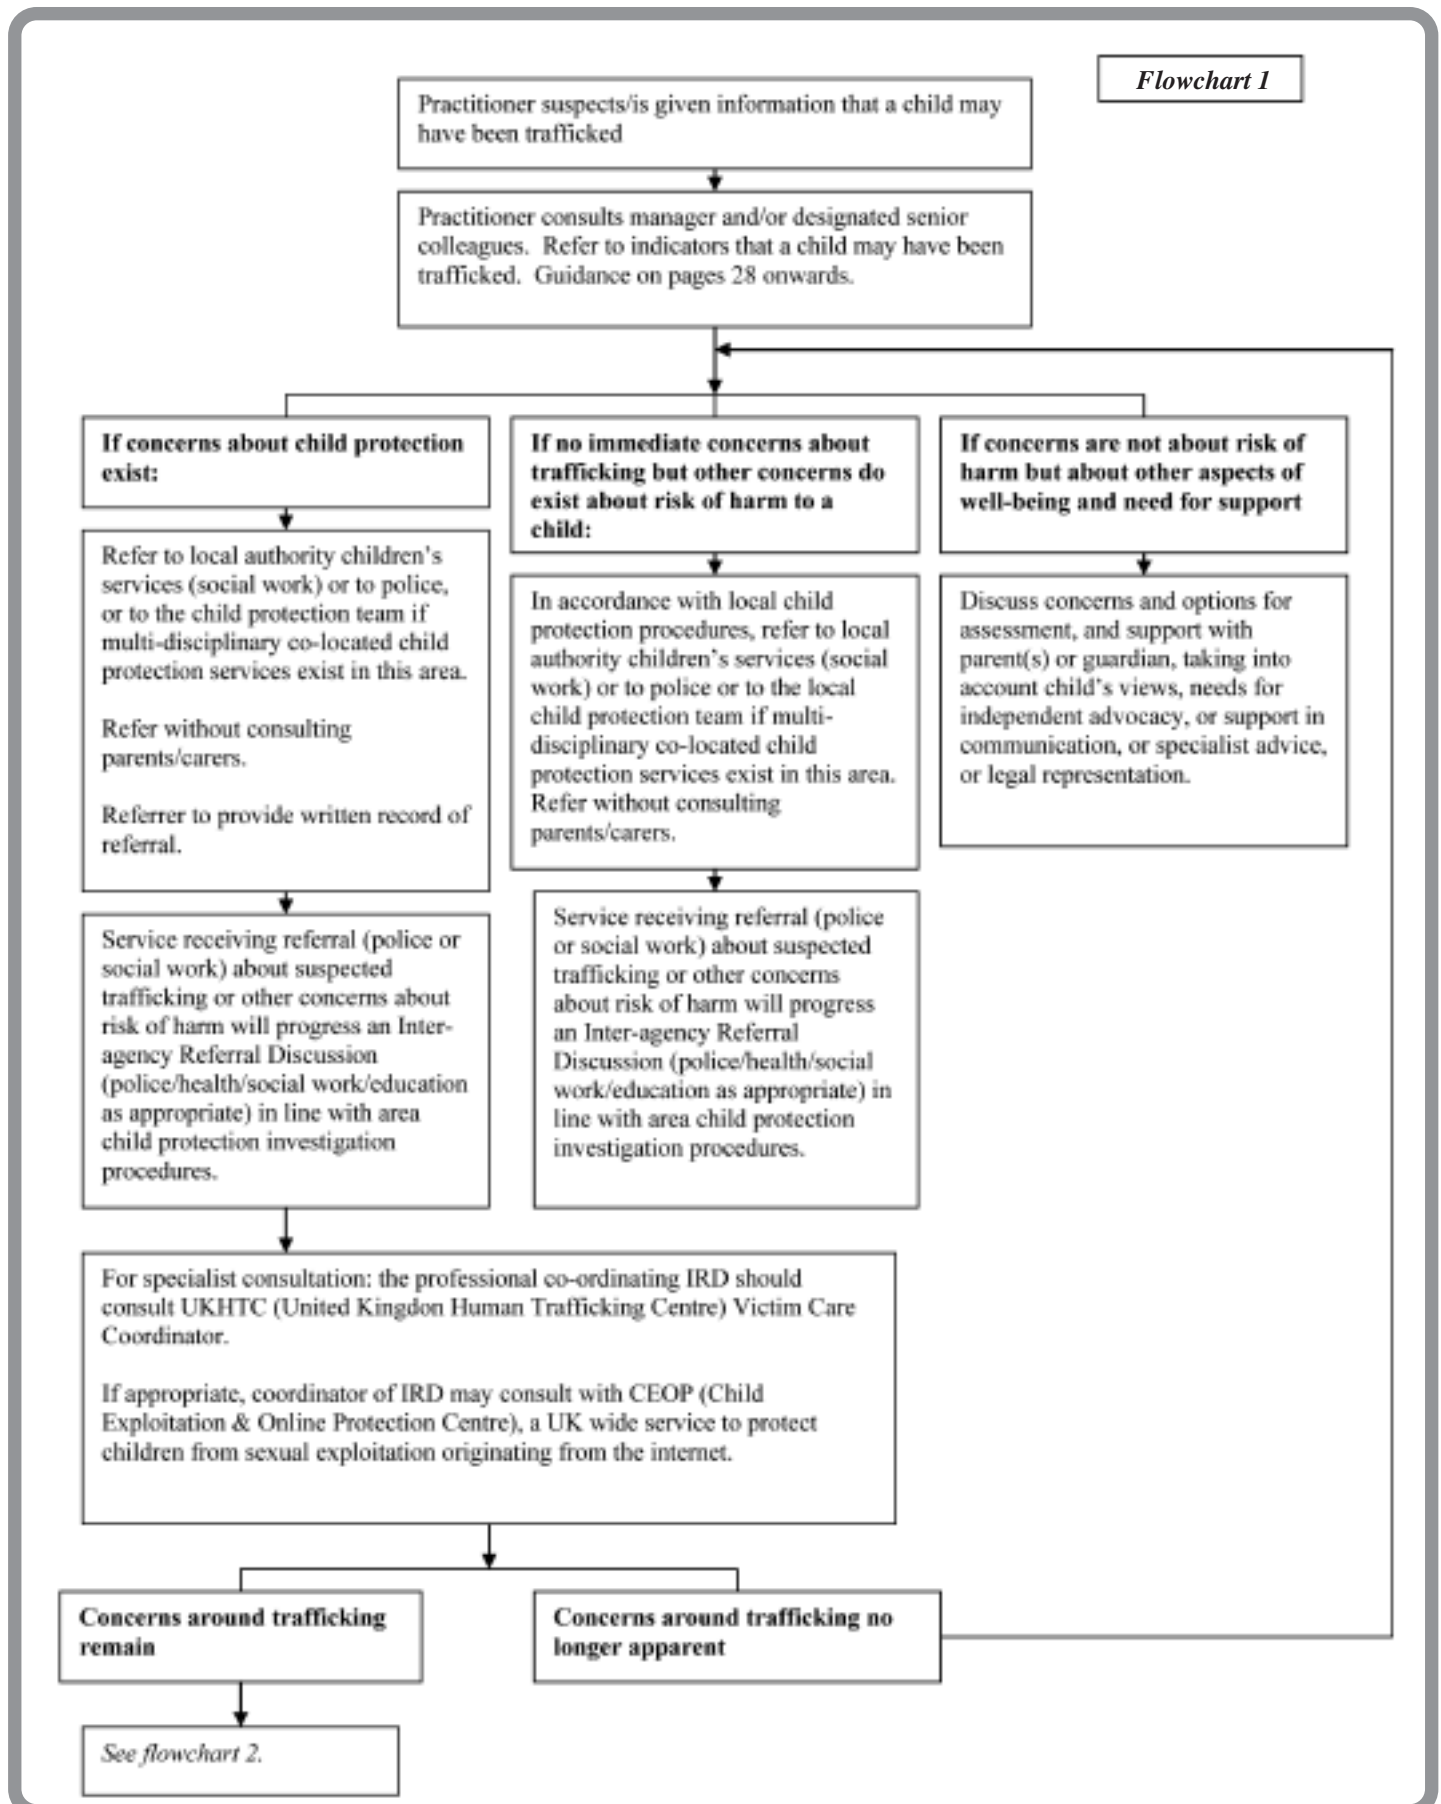 Flowchart 1
Practitioner suspects/is given information that a child may
have been trafficked
Practitioner consults manager and/or designated senior
colleagues. Refer to indicators that a child may have been
trafficked. Guidance on pages 28 onwards.
If concerns about child protection
exist:
Refer to local authority children's
services (social work) or to police,
or to the child protection team if
multi-disciplinary co-located child
protection services exist in this area.
Refer without consulting
parents/carers.
Referrer to provide written record of
referral.
Service receiving referral (police or
social work) about suspected
trafficking or other concerns about
risk of harm will progress an Inter-
agency Referral Discussion
(police/health/social work/education
as appropriate) in line with area
child protection investigation
procedures.
If no immediate concerns about
trafficking but other concerns do
exist about risk of harm to a
child:
In accordance with local child
protection procedures, refer to local
authority children's services (social
work) or to police or to the local
child protection team if multi-
disciplinary co-located child
protection services exist in this area.
Refer without consulting
parents/carers.
Service receiving referral (police
or social work) about suspected
trafficking or other concerns
about risk of harm will progress
an Inter-agency Referral
Discussion (police/health/social
work/education as appropriate) in
line with area child protection
investigation procedures.
If concerns are not about risk of
harm but about other aspects of
well-being and need for support
Discuss concerns and options for
assessment, and support with
parent(s) or guardian, taking into
account child's views, needs for
independent advocacy, or support in
communication, or specialist advice,
or legal representation.
For specialist consultation: the professional co-ordinating IRD should
consult UKHTC (United Kingdom Human Trafficking Centre) Victim Care
Coordinator.
If appropriate, coordinator of IRD may consult with CEOP (Child
Exploitation & Online Protection Centre), a UK wide service to protect
children from sexual exploitation originating from the internet.
Concerns around trafficking
remain
Concerns around trafficking no
longer apparent
See flowchart 2.